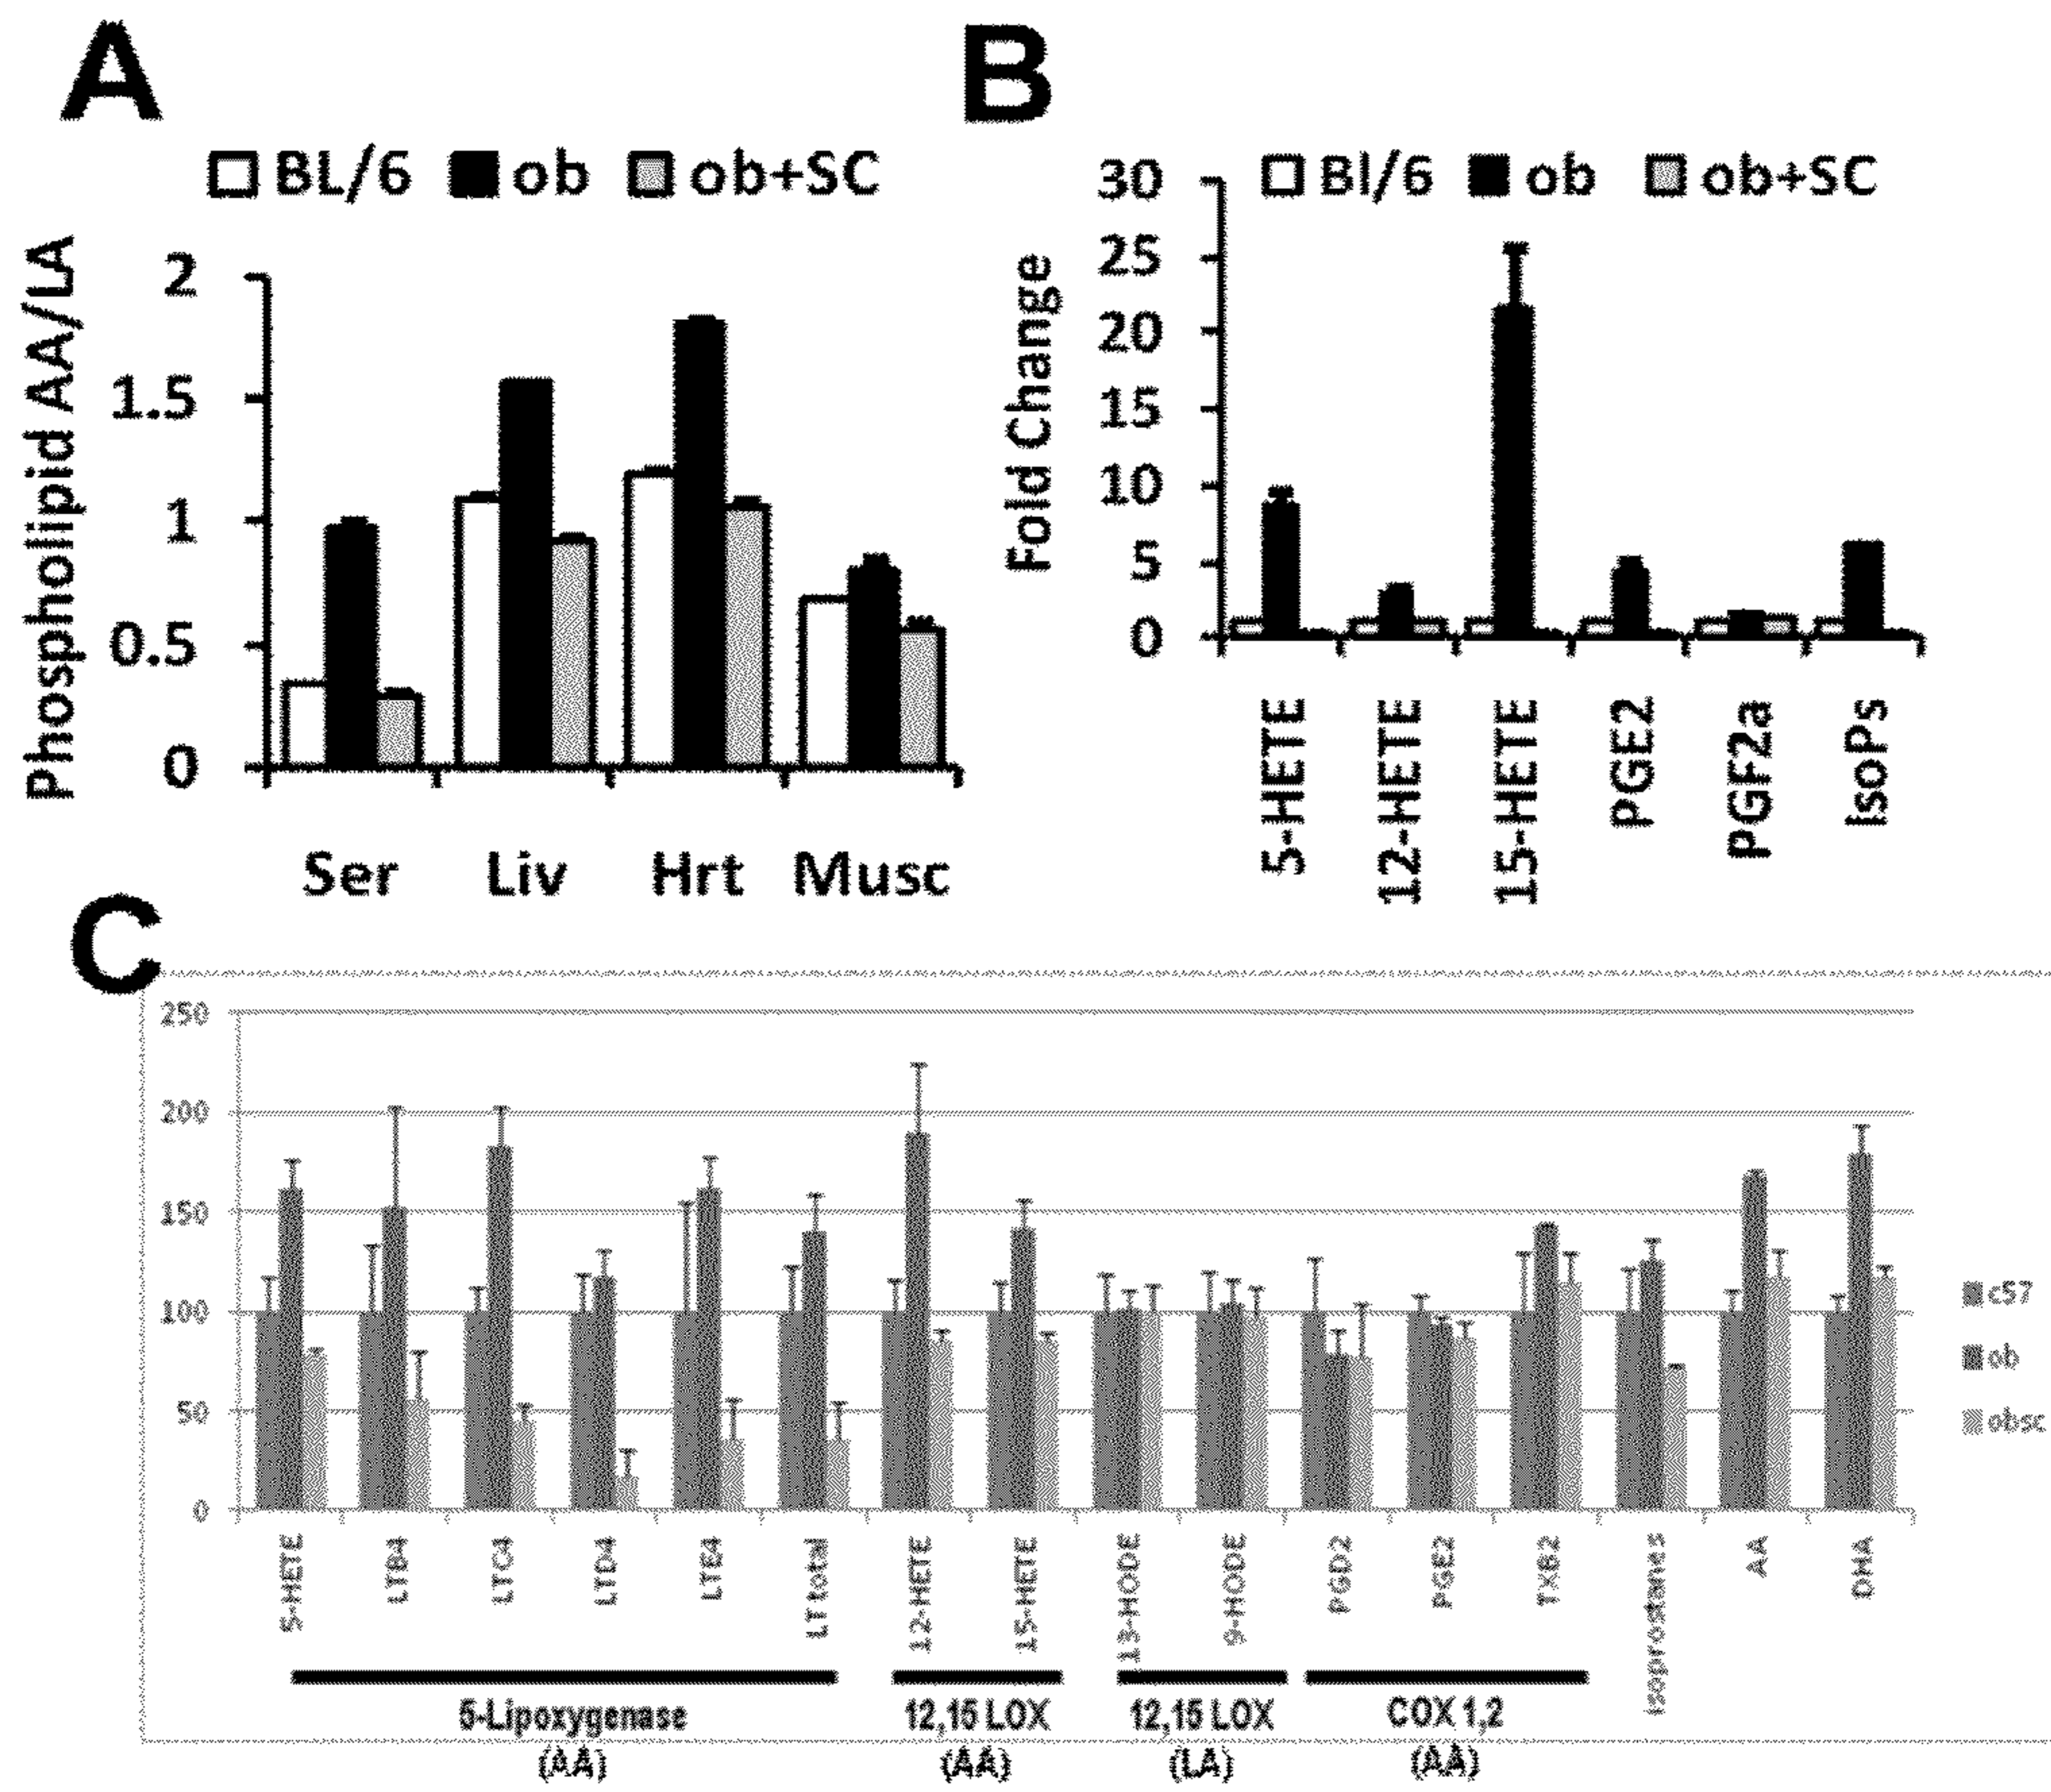 A
BL/6 ob ob+SC
Phospholipid AA/LA
2
1.5
1
0.5
0
Ser Liv Hrt Musc
B
Bl/6 ob ob+SC
Fold Change
30
25
20
15
10
5
0
5-HETE
12-HETE
15-HETE
PGE2
PGF2a
IsoPs
C
250
200
150
100
50
0
c57
ob
obsc
5-HETE
LTB4
LTC4
LTD4
LTE4
LT total
12-HETE
15-HETE
13-HODE
9-HODE
PGD2
PGE2
TXB2
Isoprostanes
AA
DHA
5-Lipoxygenase
(AA)
12,15 LOX
(AA)
12,15 LOX
(LA)
COX 1,2
(AA)